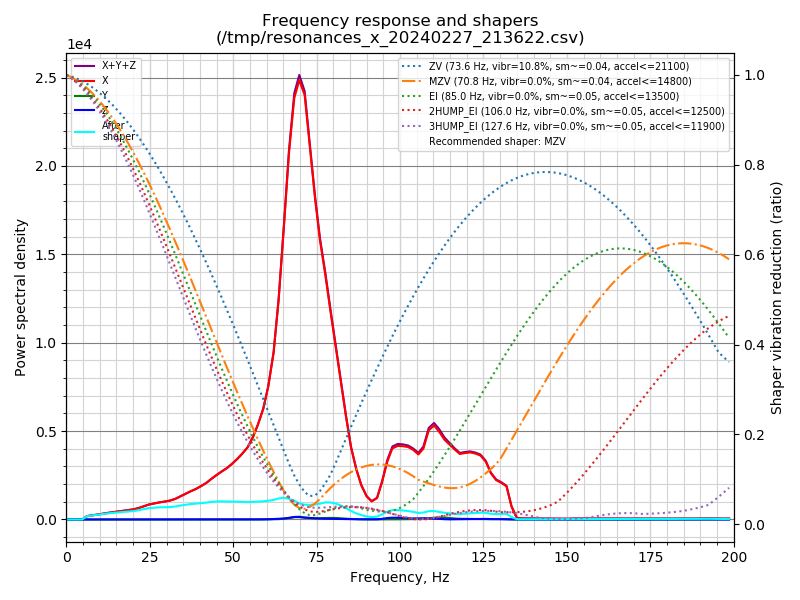 Frequency response and shapers
(/tmp/resonances_x_20240227_213622.csv)
1e4
X+Y+Z
X
Y
Z
After
shaper
ZV (73.6 Hz, vibr=10.8%, sm~=0.04, accel<=21100)
MZV (70.8 Hz, vibr=0.0%, sm~=0.04, accel<=14800)
EI (85.0 Hz, vibr=0.0%, sm~=0.05, accel<=13500)
2HUMP_EI (106.0 Hz, vibr=0.0%, sm~=0.05, accel<=12500)
3HUMP_EI (127.6 Hz, vibr=0.0%, sm~=0.05, accel<=11900)
Recommended shaper: MZV
2.5
2.0
1.5
1.0
0.5
0.0
Power spectral density
1.0
0.8
0.6
0.4
0.2
0.0
Shaper vibration reduction (ratio)
0 25 50 75 100 125 150 175 200
Frequency, Hz